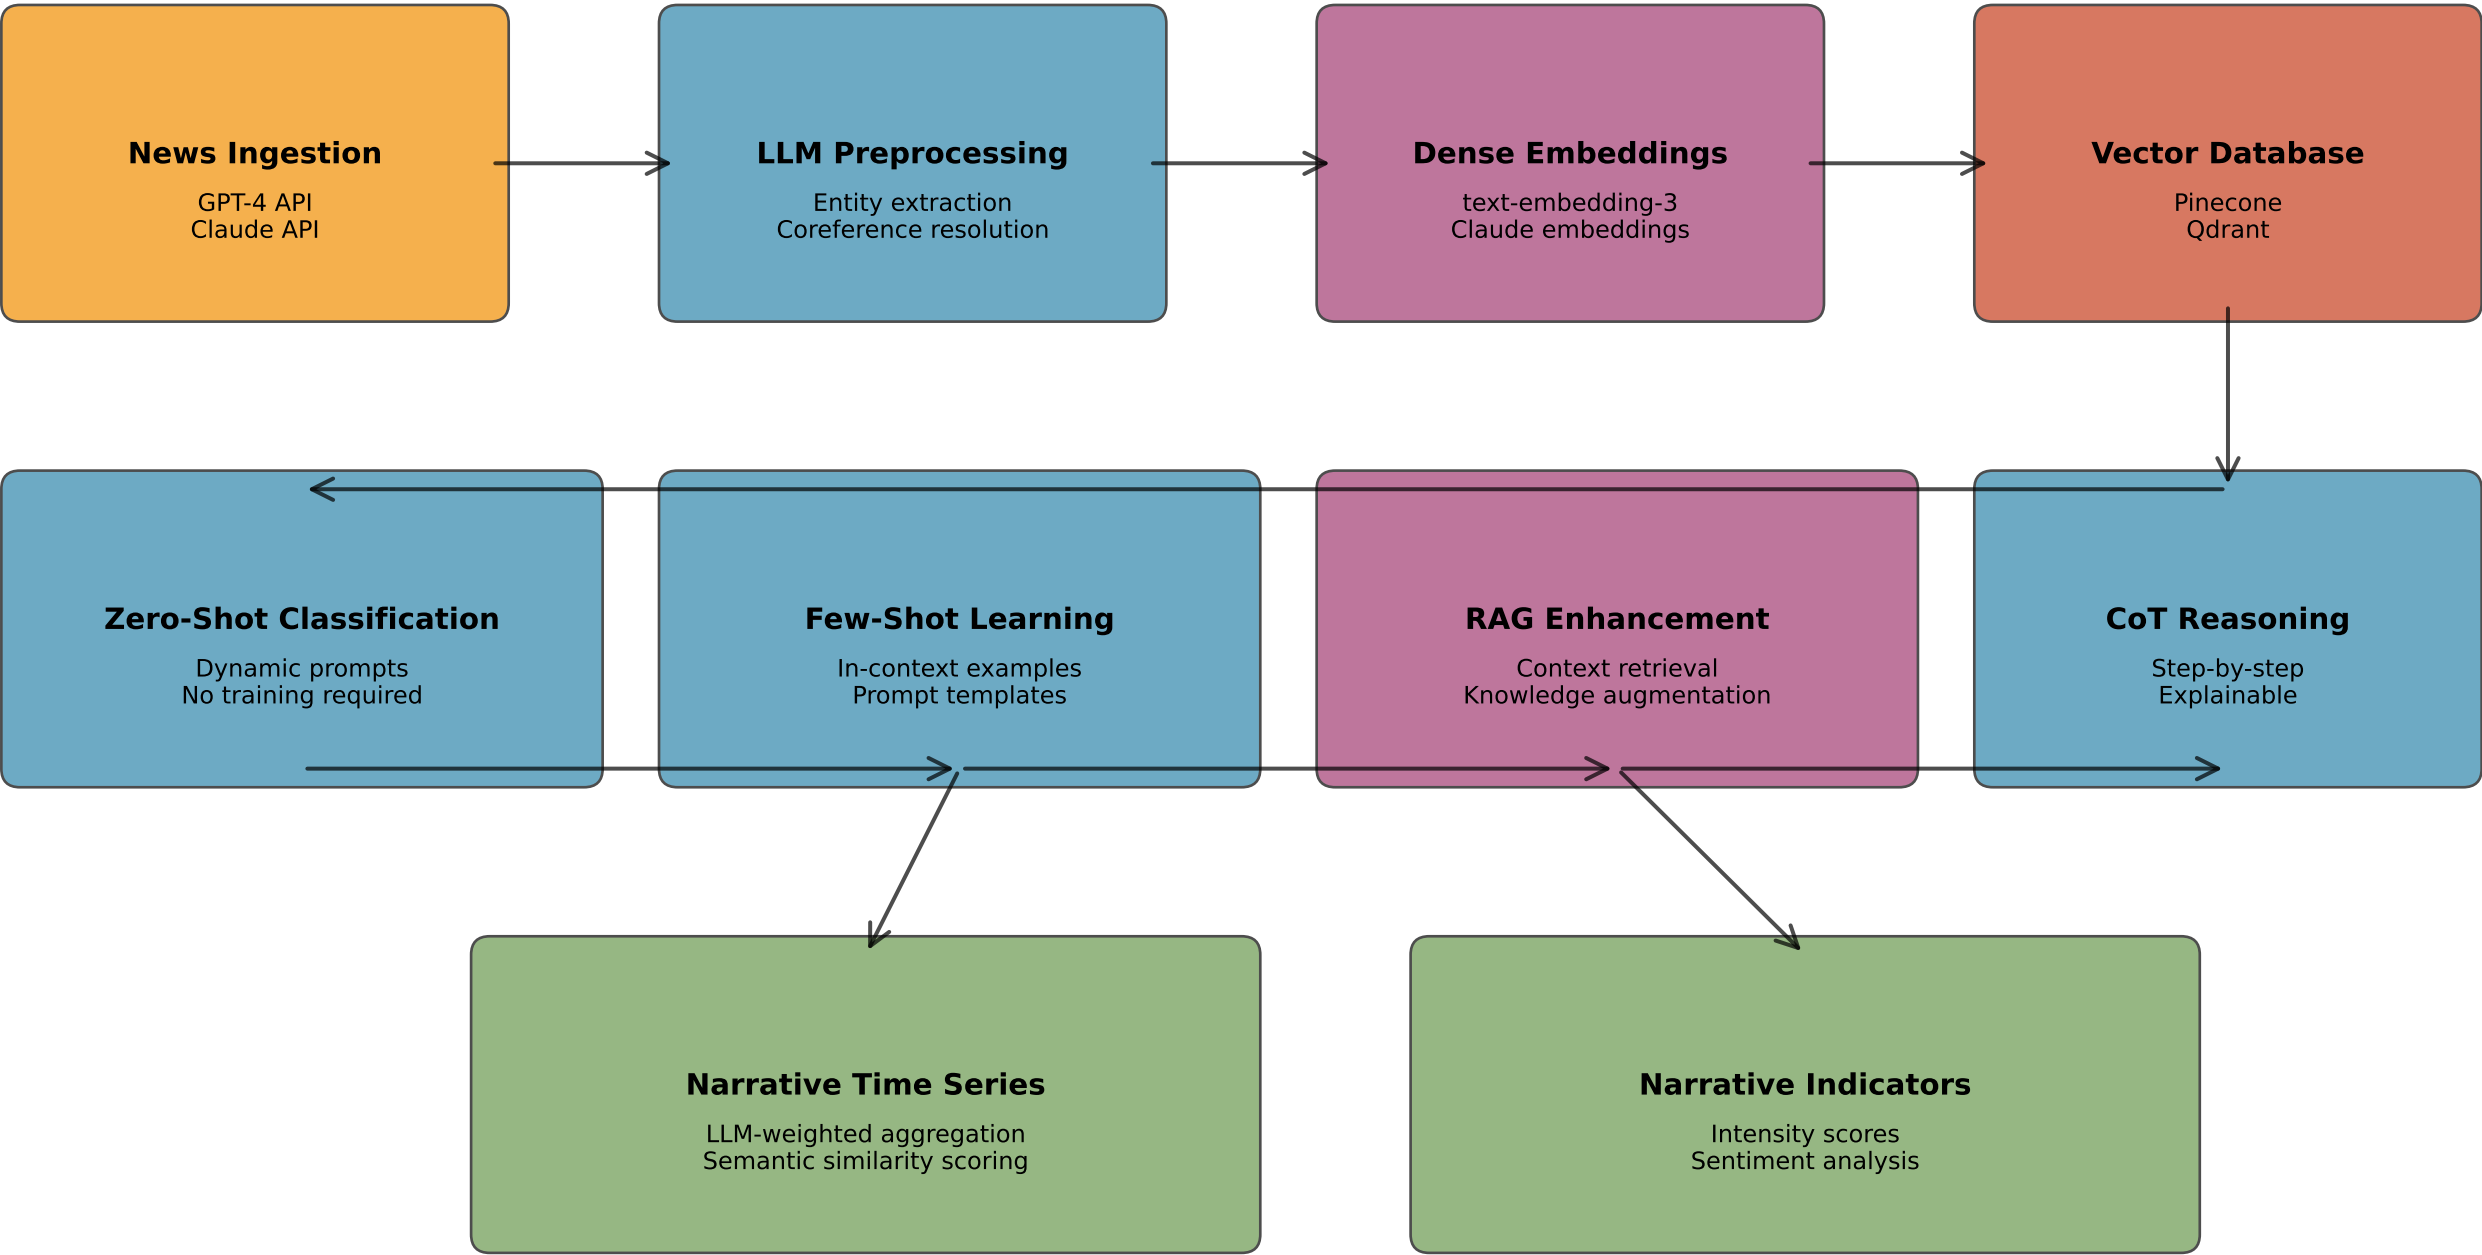 News Ingestion
GPT-4 API
Claude API
LLM Preprocessing
Entity extraction
Coreference resolution
Dense Embeddings
text-embedding-3
Claude embeddings
Vector Database
Pinecone
Qdrant
Zero-Shot Classification
Dynamic prompts
No training required
Few-Shot Learning
In-context examples
Prompt templates
RAG Enhancement
Context retrieval
Knowledge augmentation
CoT Reasoning
Step-by-step
Explainable
Narrative Time Series
LLM-weighted aggregation
Semantic similarity scoring
Narrative Indicators
Intensity scores
Sentiment analysis